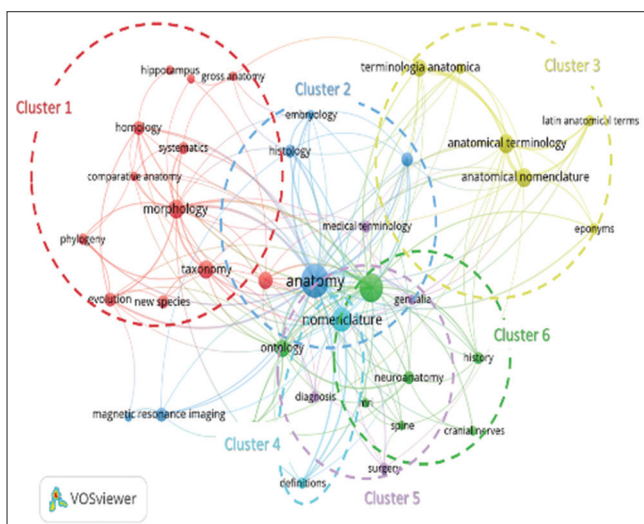 hippocampus
gross anatomy
Cluster 1
homology
systematics
comparative anatomy
morphology
phylogeny
taxonomy
evolution
new species
Cluster 2
embryology
histology
medical terminology
anatomy
nomenclature
ontology
magnetic resonance imaging
terminologia anatomica
Cluster 3
latin anatomical terms
anatomical terminology
anatomical nomenclature
eponyms
genitalia
Cluster 6
history
neuroanatomy
diagnosis
spine
cranial nerves
Cluster 4
surgery
definitions
Cluster 5
VOSviewer